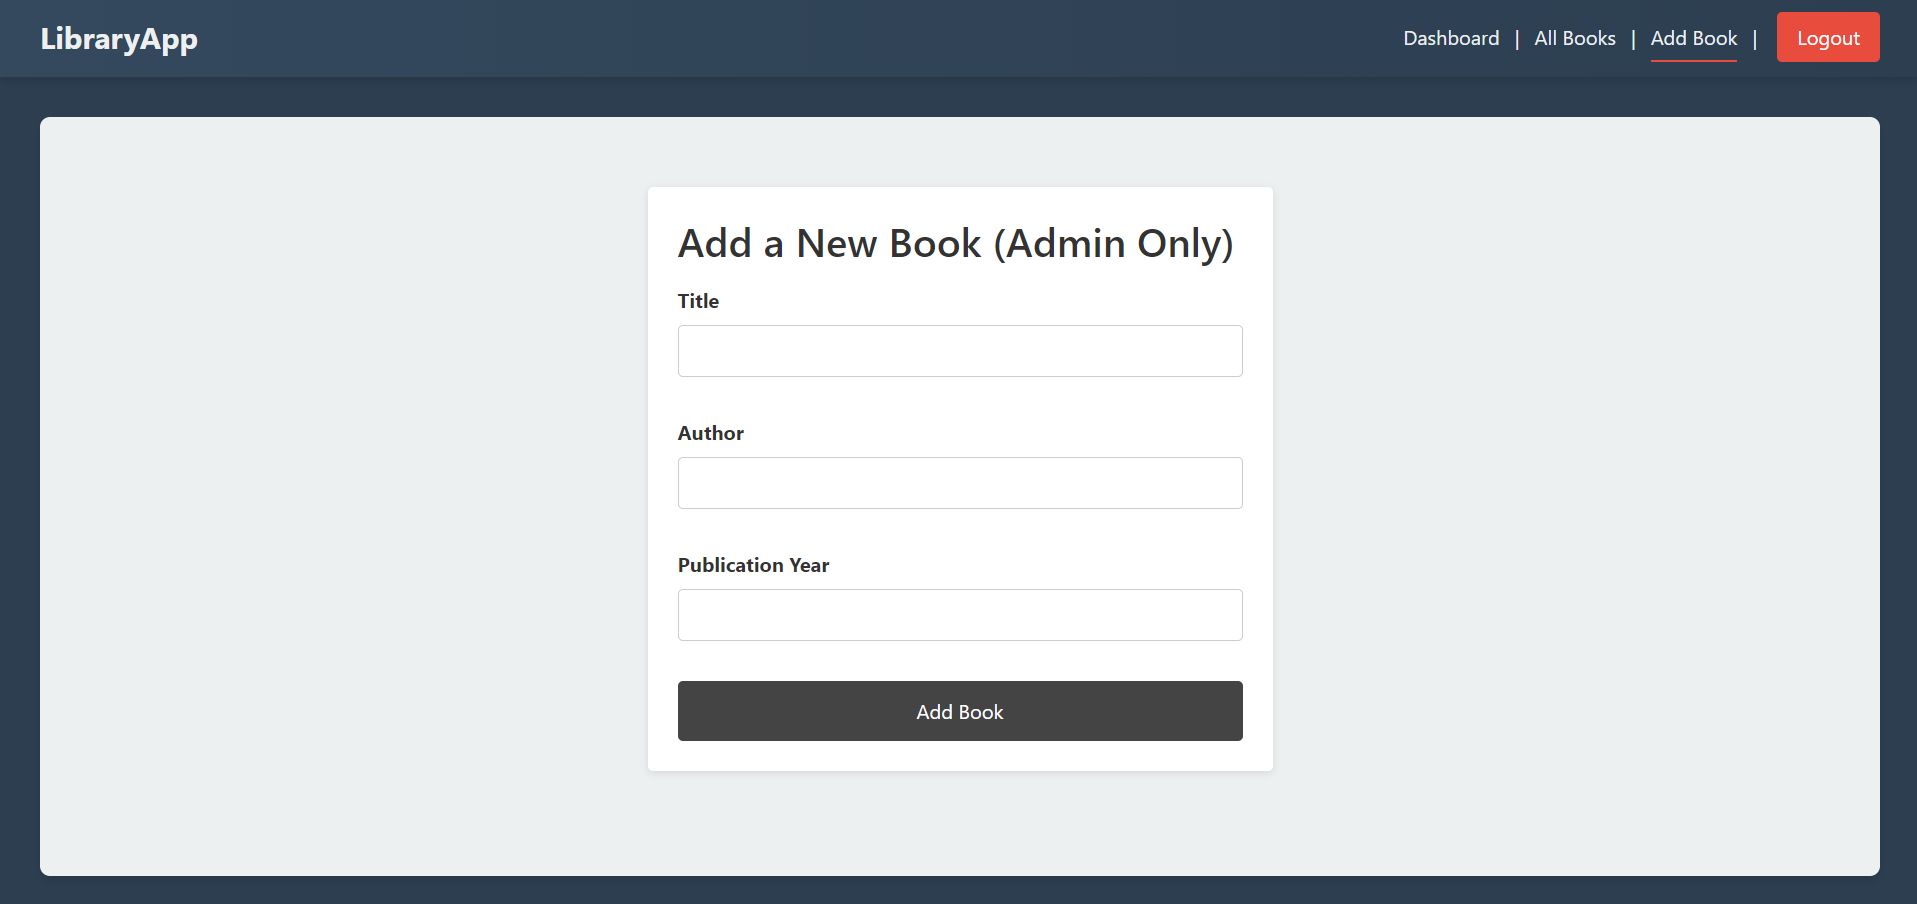 LibraryApp
Dashboard | All Books | Add Book | Logout
Add a New Book (Admin Only)
Title
Author
Publication Year
Add Book